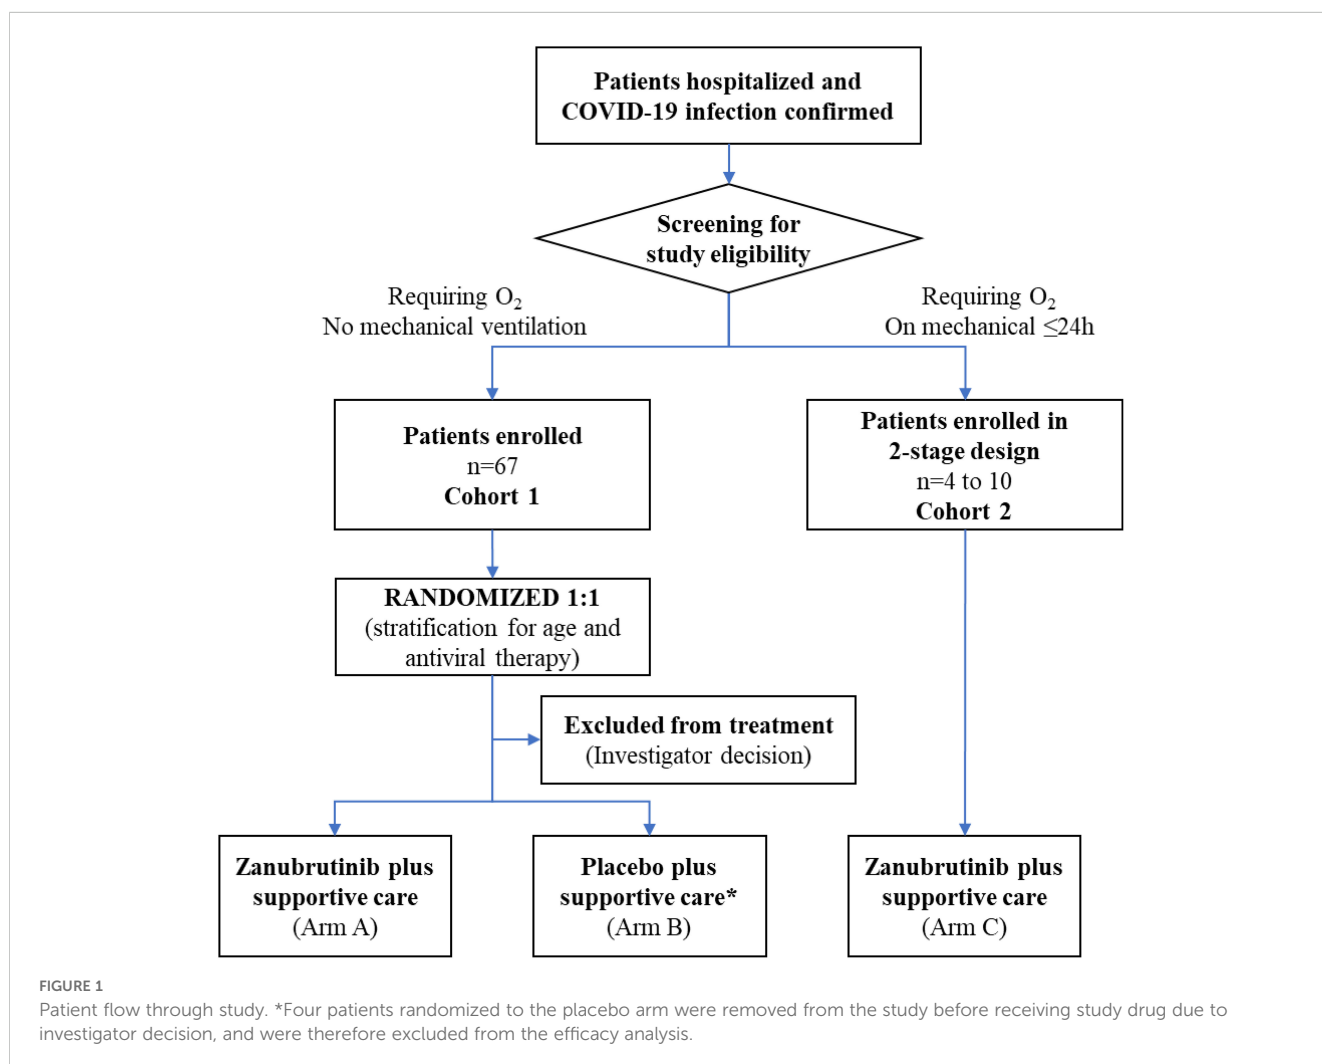 Patients hospitalized and
COVID-19 infection confirmed
Screening for
study eligibility
Requiring O₂
No mechanical ventilation
Requiring O₂
On mechanical ≤24h
Patients enrolled
n=67
Cohort 1
Patients enrolled in
2-stage design
n=4 to 10
Cohort 2
RANDOMIZED 1:1
(stratification for age and
antiviral therapy)
Excluded from treatment
(Investigator decision)
Zanubrutinib plus
supportive care
(Arm A)
Placebo plus
supportive care*
(Arm B)
Zanubrutinib plus
supportive care
(Arm C)
FIGURE 1
Patient flow through study. *Four patients randomized to the placebo arm were removed from the study before receiving study drug due to
investigator decision, and were therefore excluded from the efficacy analysis.